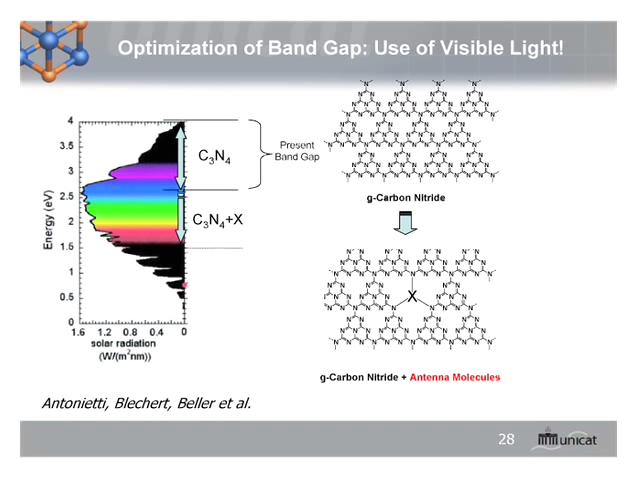 Optimization of Band Gap: Use of Visible Light!
4
3.5
3
2.5
2
1.5
1
0.5
0
Energy (eV)
1.6 1.2 0.8 0.4 0
solar radiation
(W/(m²nm))
C₃N₄
C₃N₄+X
Present
Band Gap
g-Carbon Nitride
X
g-Carbon Nitride + Antenna Molecules
Antonietti, Blechert, Beller et al.
28
unicat